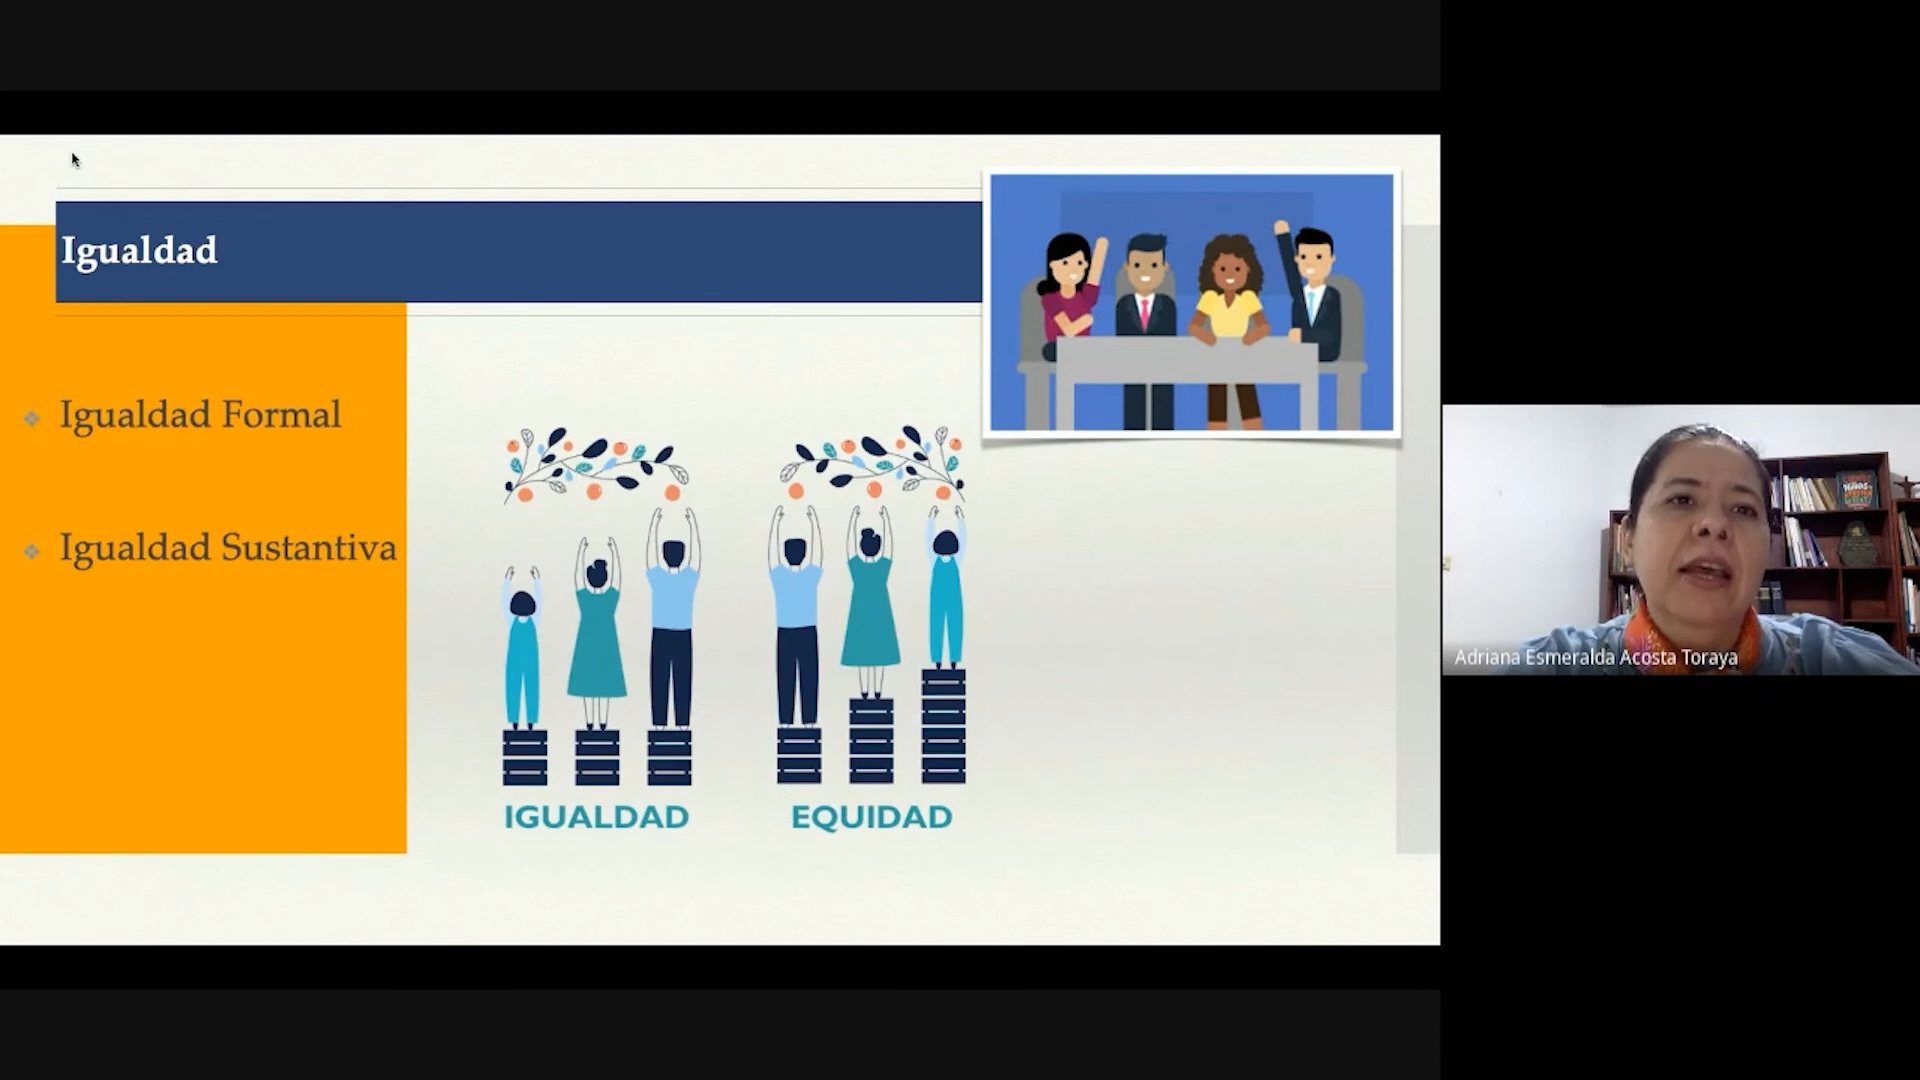 Igualdad
Igualdad Formal
Igualdad Sustantiva
IGUALDAD
EQUIDAD
Adriana Esmeralda Acosta Toraya